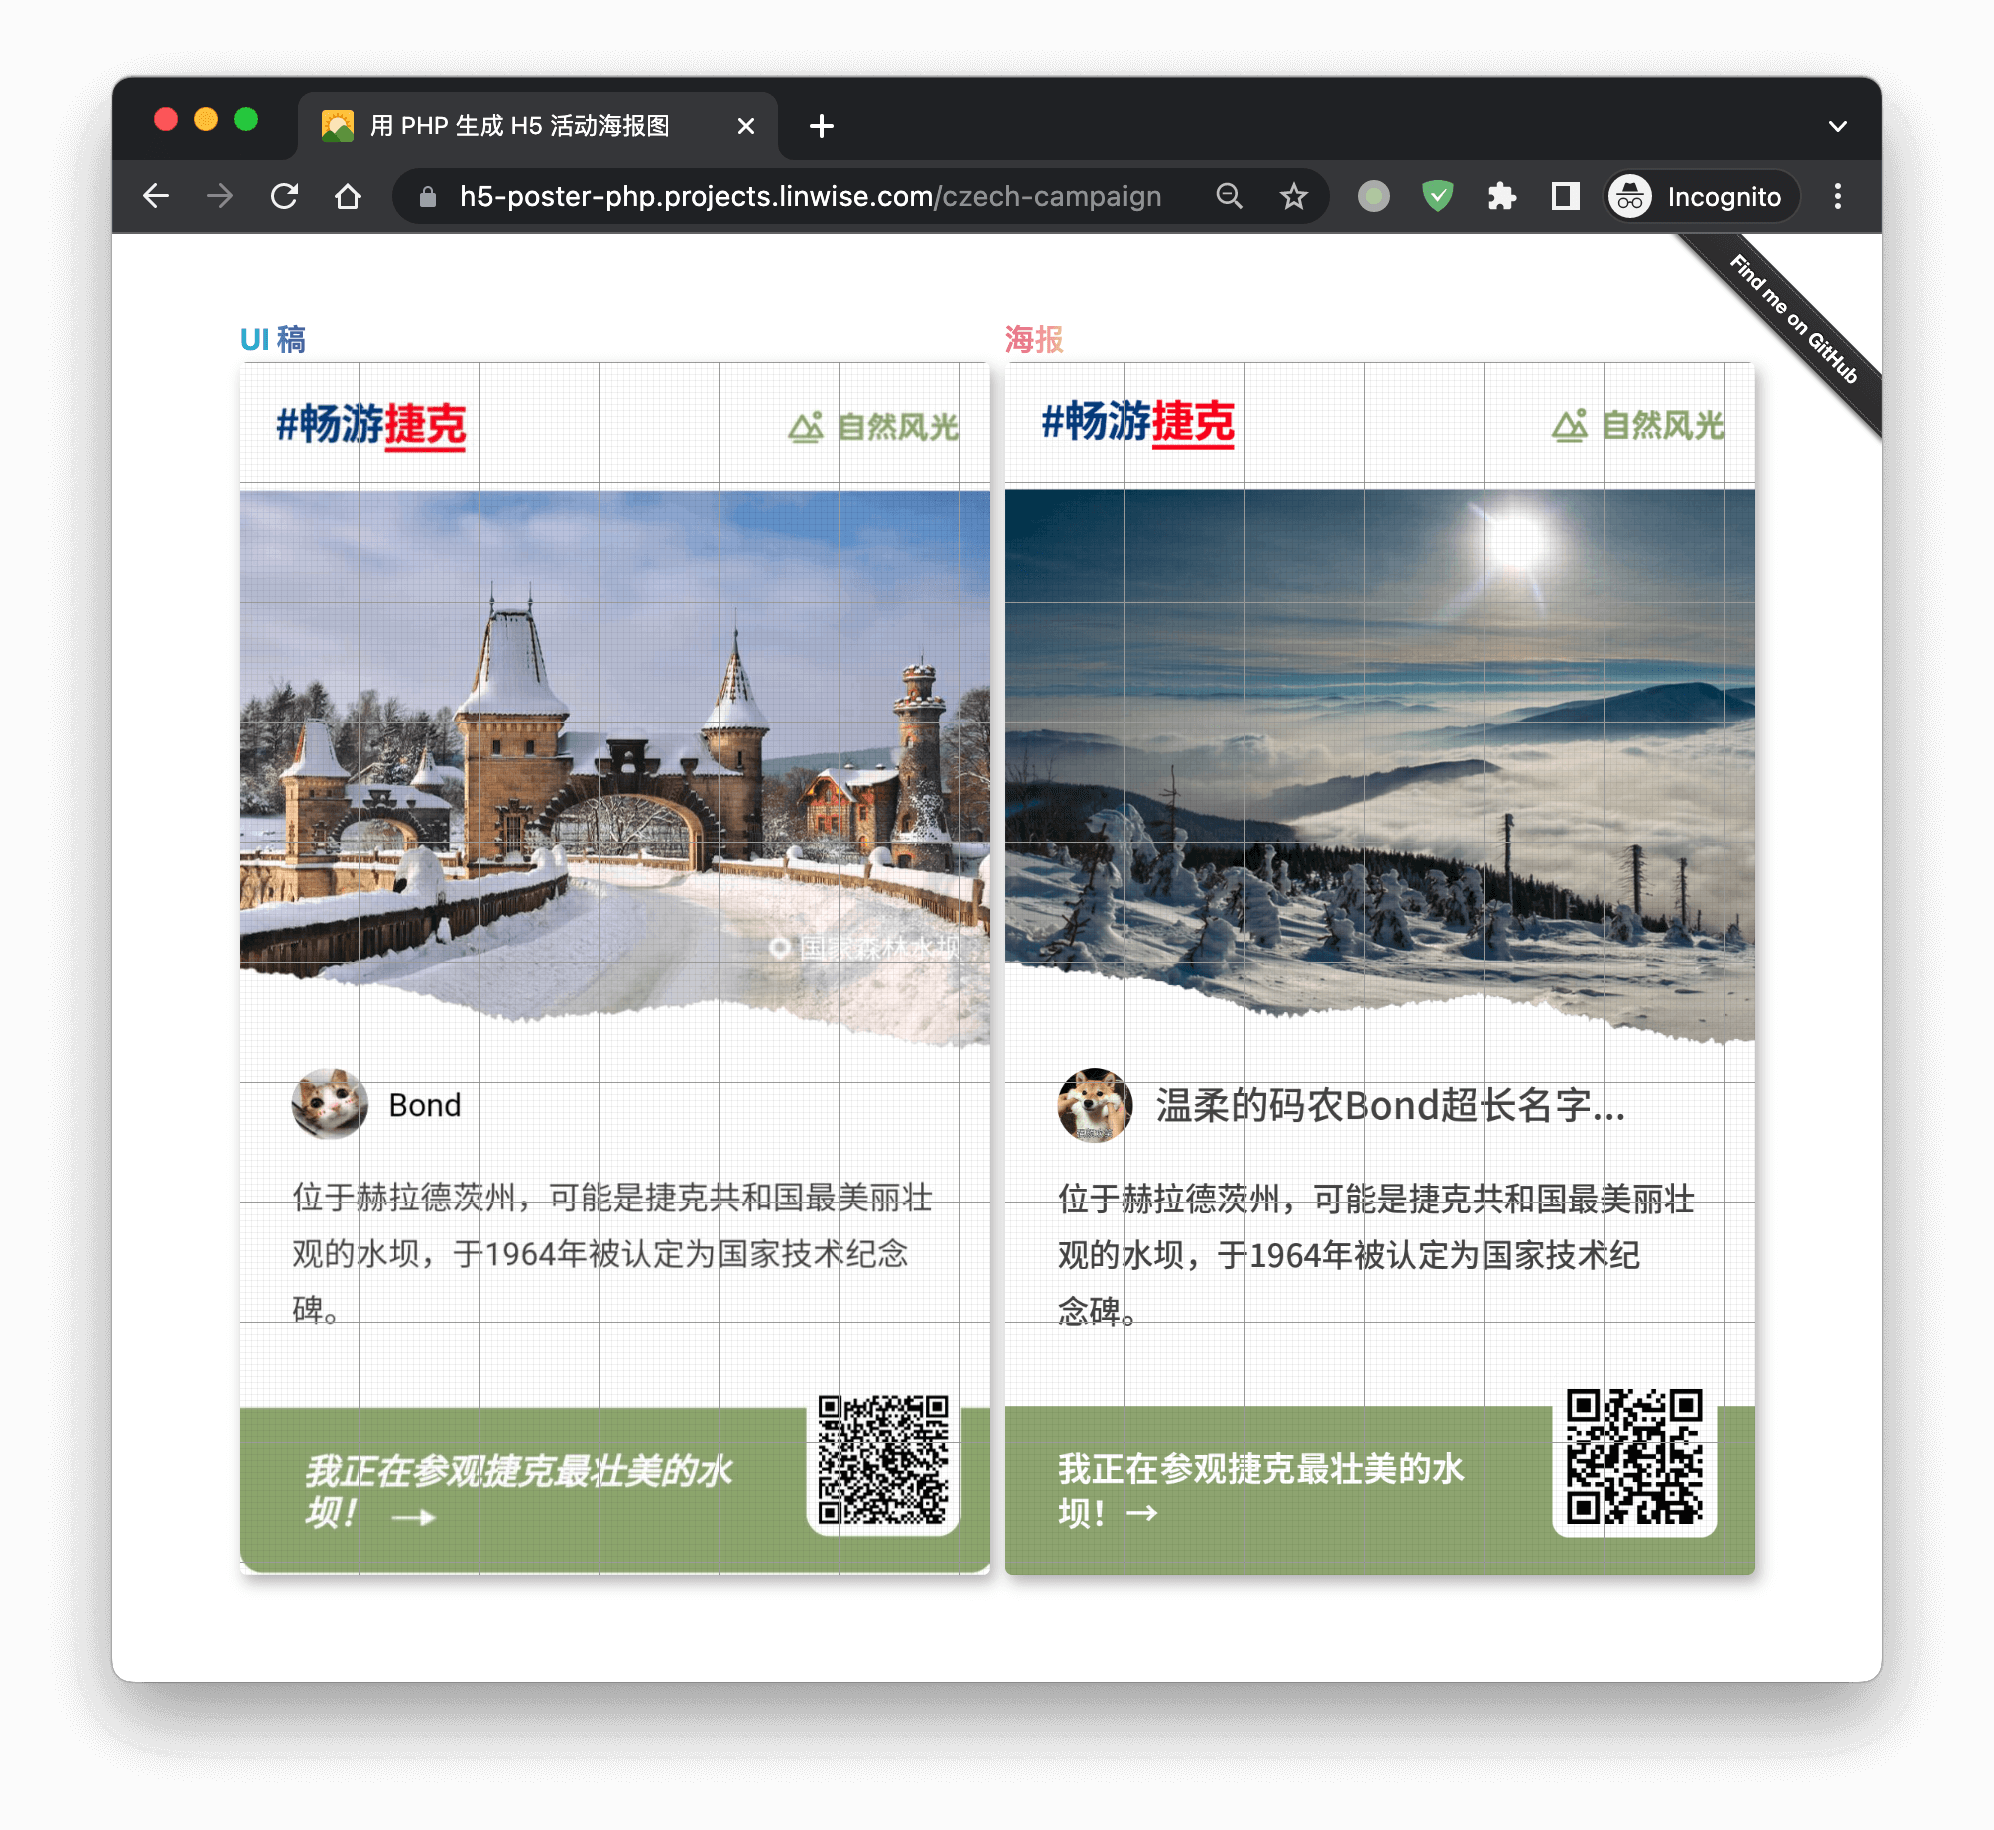 用 PHP 生成 H5 活动海报图
h5-poster-php.projects.linwise.com/czech-campaign
Incognito
Find me on GitHub
UI 稿
#畅游捷克
自然风光
国家森林水坝
Bond
位于赫拉德茨州，可能是捷克共和国最美丽壮
观的水坝，于1964年被认定为国家技术纪念
碑。
我正在参观捷克最壮美的水
坝！ →
海报
#畅游捷克
自然风光
温柔的码农Bond超长名字...
位于赫拉德茨州，可能是捷克共和国最美丽壮
观的水坝，于1964年被认定为国家技术纪
念碑。
我正在参观捷克最壮美的水
坝！→